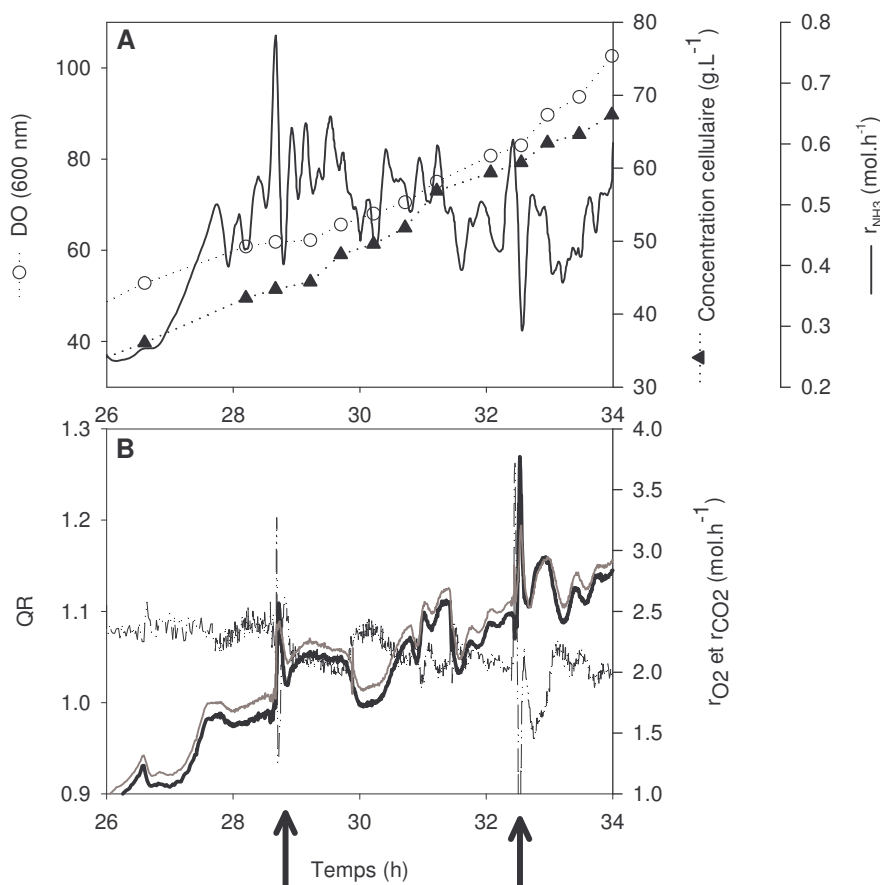 A
100
80
60
40
DO (600 nm)
80
70
60
50
40
30
Concentration cellulaire (g.L-1)
0.8
0.7
0.6
0.5
0.4
0.3
0.2
rNH3 (mol.h-1)
26 28 30 32 34
B
1.3
1.2
1.1
1.0
0.9
QR
4.0
3.5
3.0
2.5
2.0
1.5
1.0
rO2 et rCO2 (mol.h-1)
26 28 30 32 34
Temps (h)